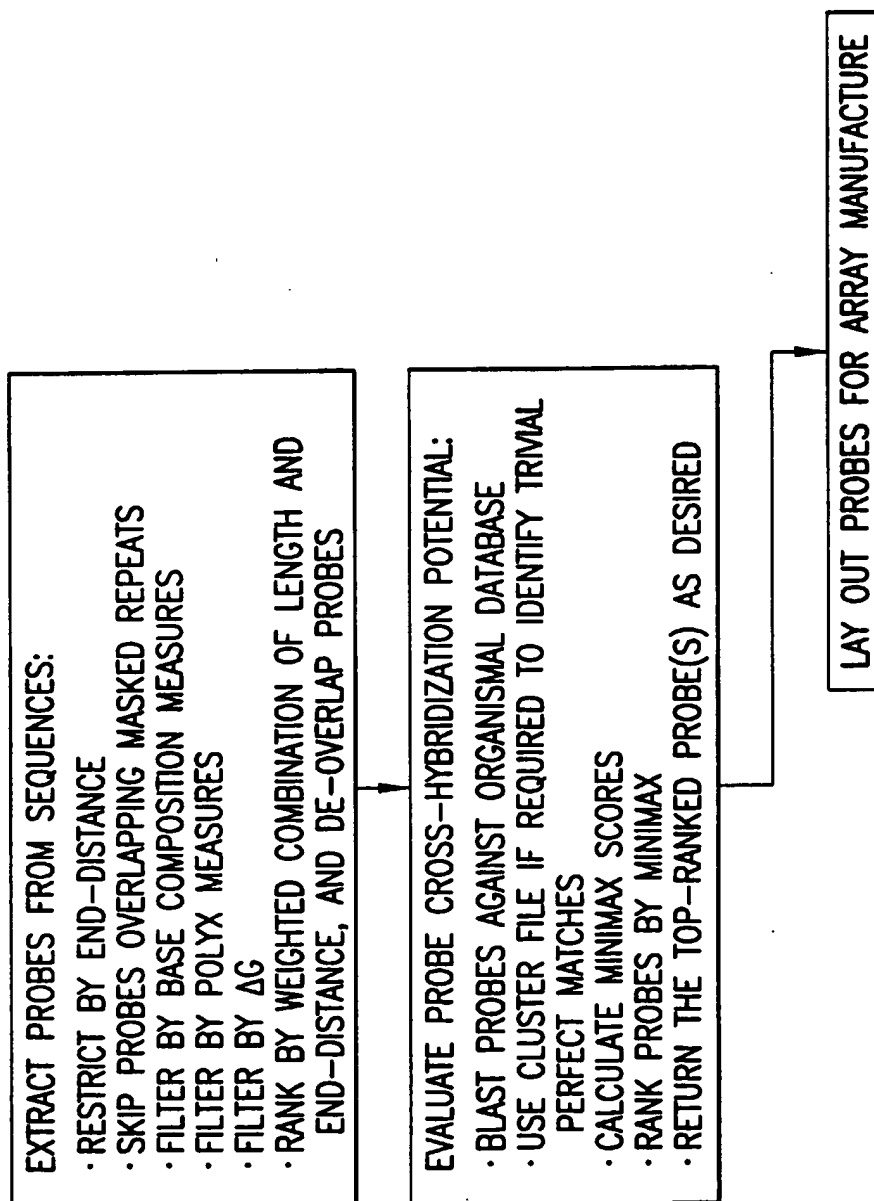 EXTRACT PROBES FROM SEQUENCES:
· RESTRICT BY END–DISTANCE
· SKIP PROBES OVERLAPPING MASKED REPEATS
· FILTER BY BASE COMPOSITION MEASURES
· FILTER BY POLYX MEASURES
· FILTER BY ΔG
· RANK BY WEIGHTED COMBINATION OF LENGTH AND
END–DISTANCE, AND DE–OVERLAP PROBES
EVALUATE PROBE CROSS–HYBRIDIZATION POTENTIAL:
· BLAST PROBES AGAINST ORGANISMAL DATABASE
· USE CLUSTER FILE IF REQUIRED TO IDENTIFY TRIVIAL
PERFECT MATCHES
· CALCULATE MINIMAX SCORES
· RANK PROBES BY MINIMAX
· RETURN THE TOP–RANKED PROBE(S) AS DESIRED
LAY OUT PROBES FOR ARRAY MANUFACTURE